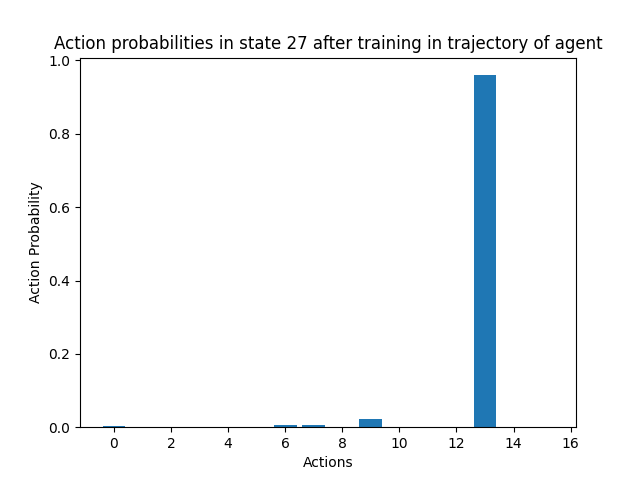 Action probabilities in state 27 after training in trajectory of agent
1.0
0.8
0.6
0.4
0.2
0.0
Action Probability
0 2 4 6 8 10 12 14 16
Actions